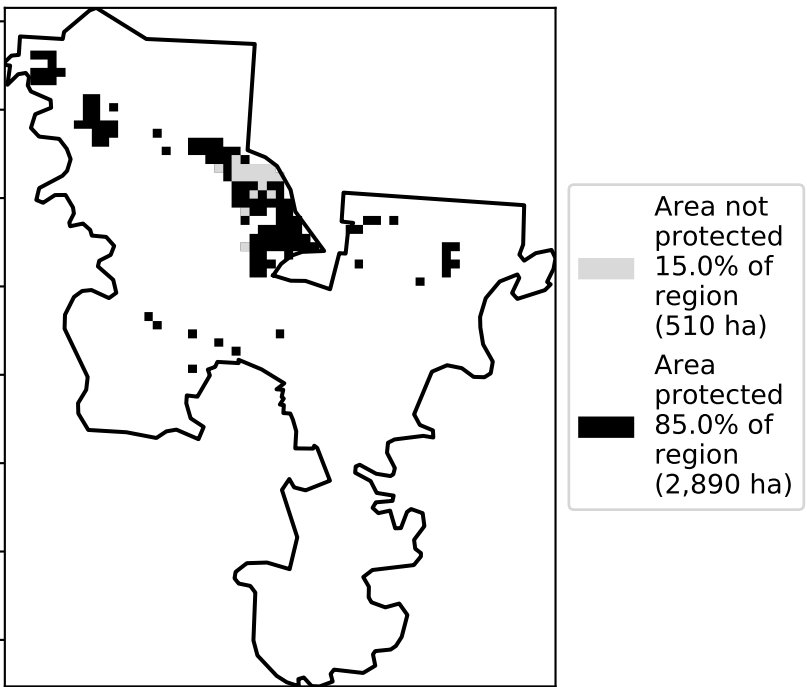 Area not
protected
15.0% of
region
(510 ha)
Area
protected
85.0% of
region
(2,890 ha)